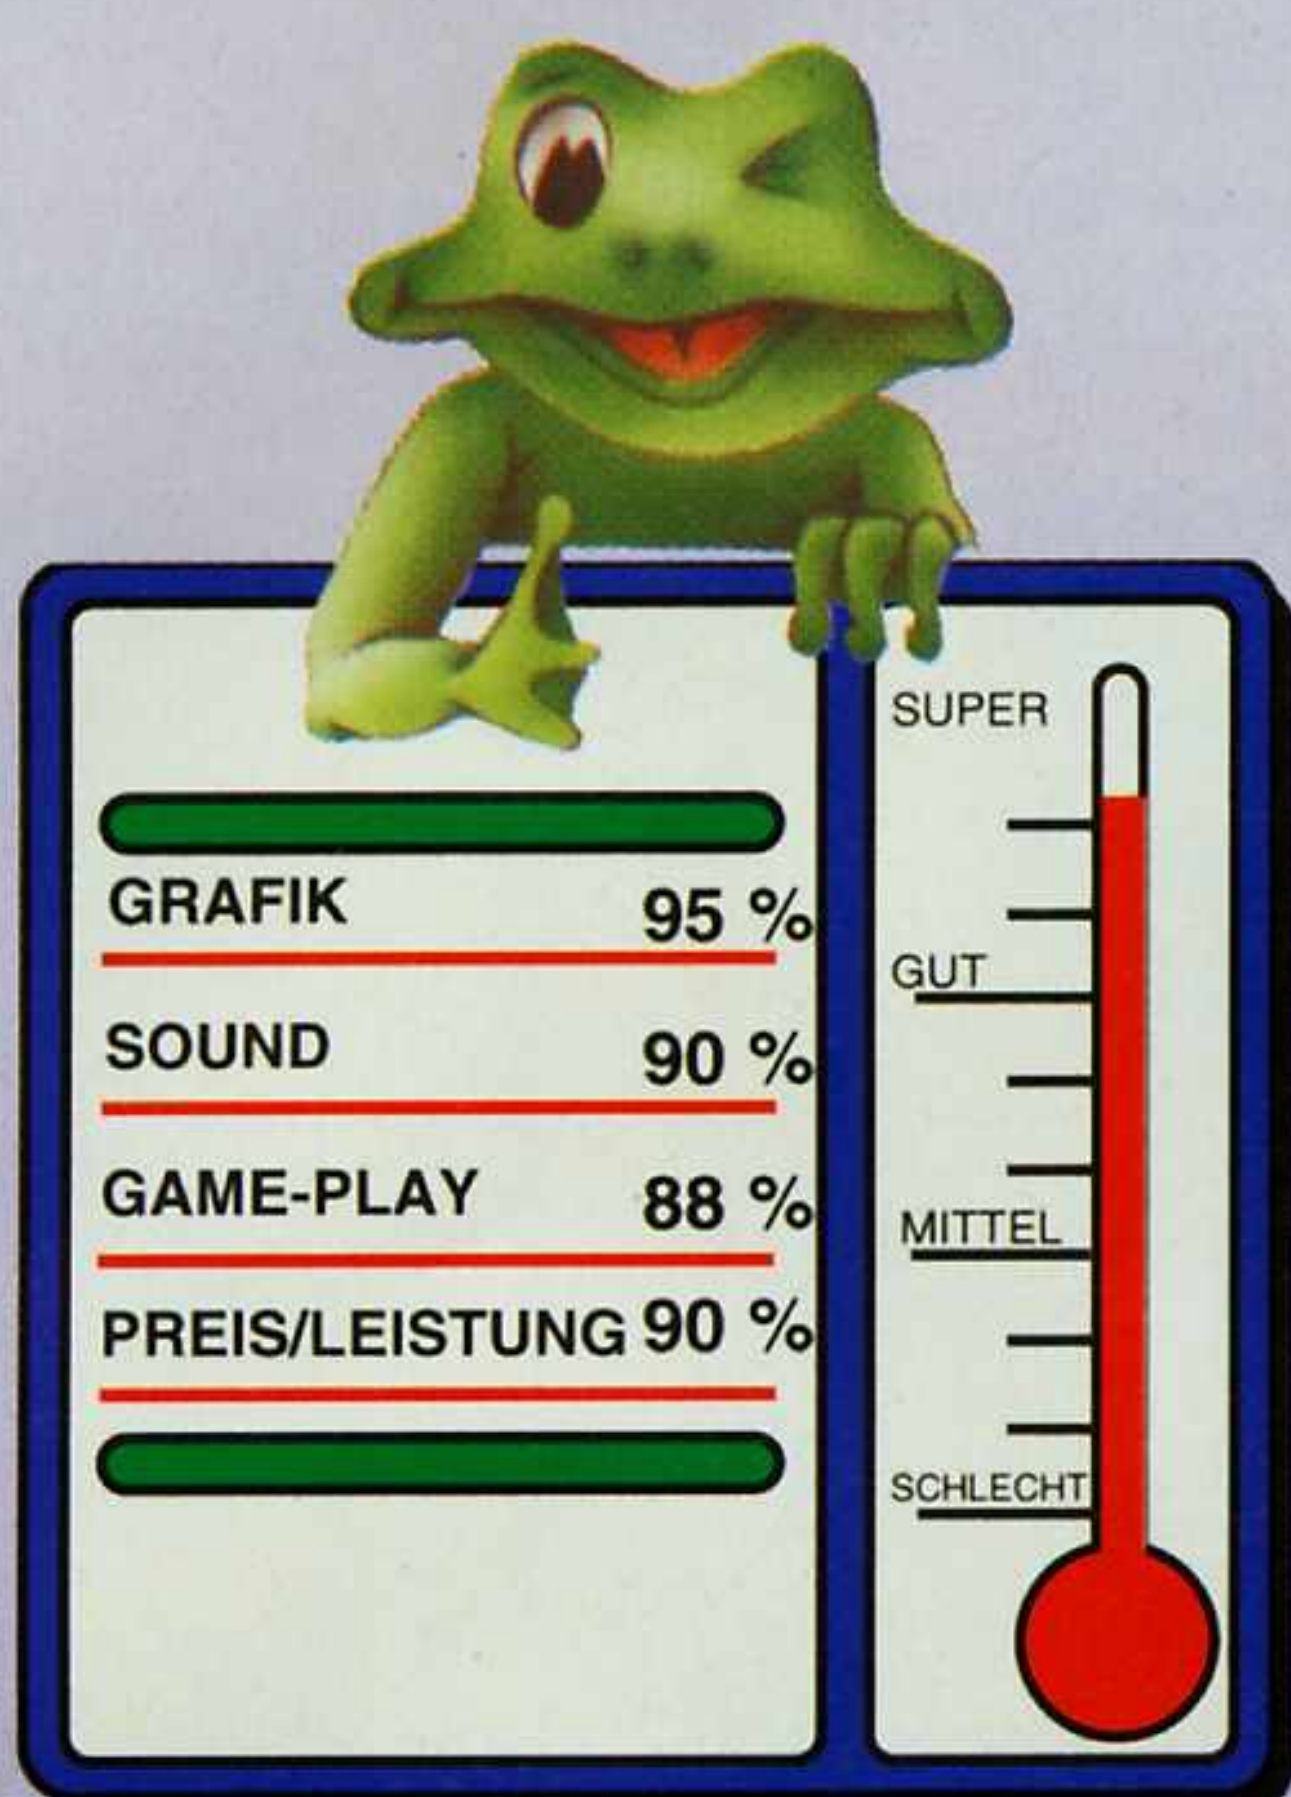 GRAFIK 95 %
SOUND 90 %
GAME-PLAY 88 %
PREIS/LEISTUNG 90 %
SUPER
GUT
MITTEL
SCHLECHT